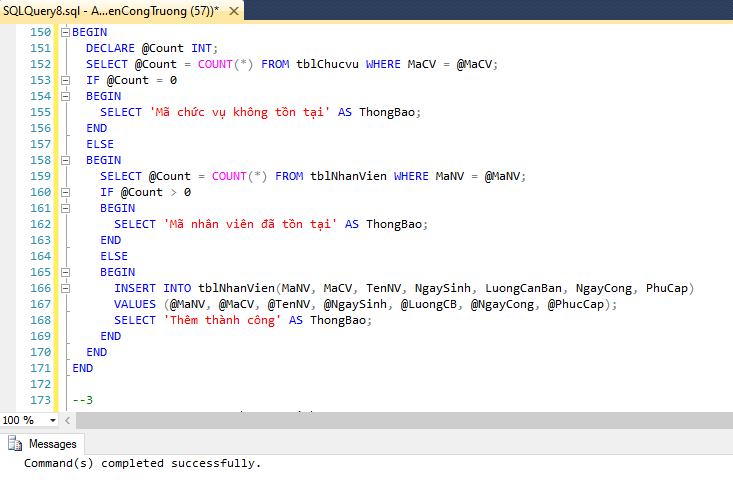 SQLQuery8.sql - A...enCongTruong (57))*
150 BEGIN
151 DECLARE @Count INT;
152 SELECT @Count = COUNT(*) FROM tblChucvu WHERE MaCV = @MaCV;
153 IF @Count = 0
154 BEGIN
155 SELECT 'Mã chức vụ không tồn tại' AS ThongBao;
156 END
157 ELSE
158 BEGIN
159 SELECT @Count = COUNT(*) FROM tblNhanVien WHERE MaNV = @MaNV;
160 IF @Count > 0
161 BEGIN
162 SELECT 'Mã nhân viên đã tồn tại' AS ThongBao;
163 END
164 ELSE
165 BEGIN
166 INSERT INTO tblNhanVien(MaNV, MaCV, TenNV, NgaySinh, LuongCanBan, NgayCong, PhuCap)
167 VALUES (@MaNV, @MaCV, @TenNV, @NgaySinh, @LuongCB, @NgayCong, @PhucCap);
168 SELECT 'Thêm thành công' AS ThongBao;
169 END
170 END
171 END
172
173 --3
100 %
Messages
Command(s) completed successfully.